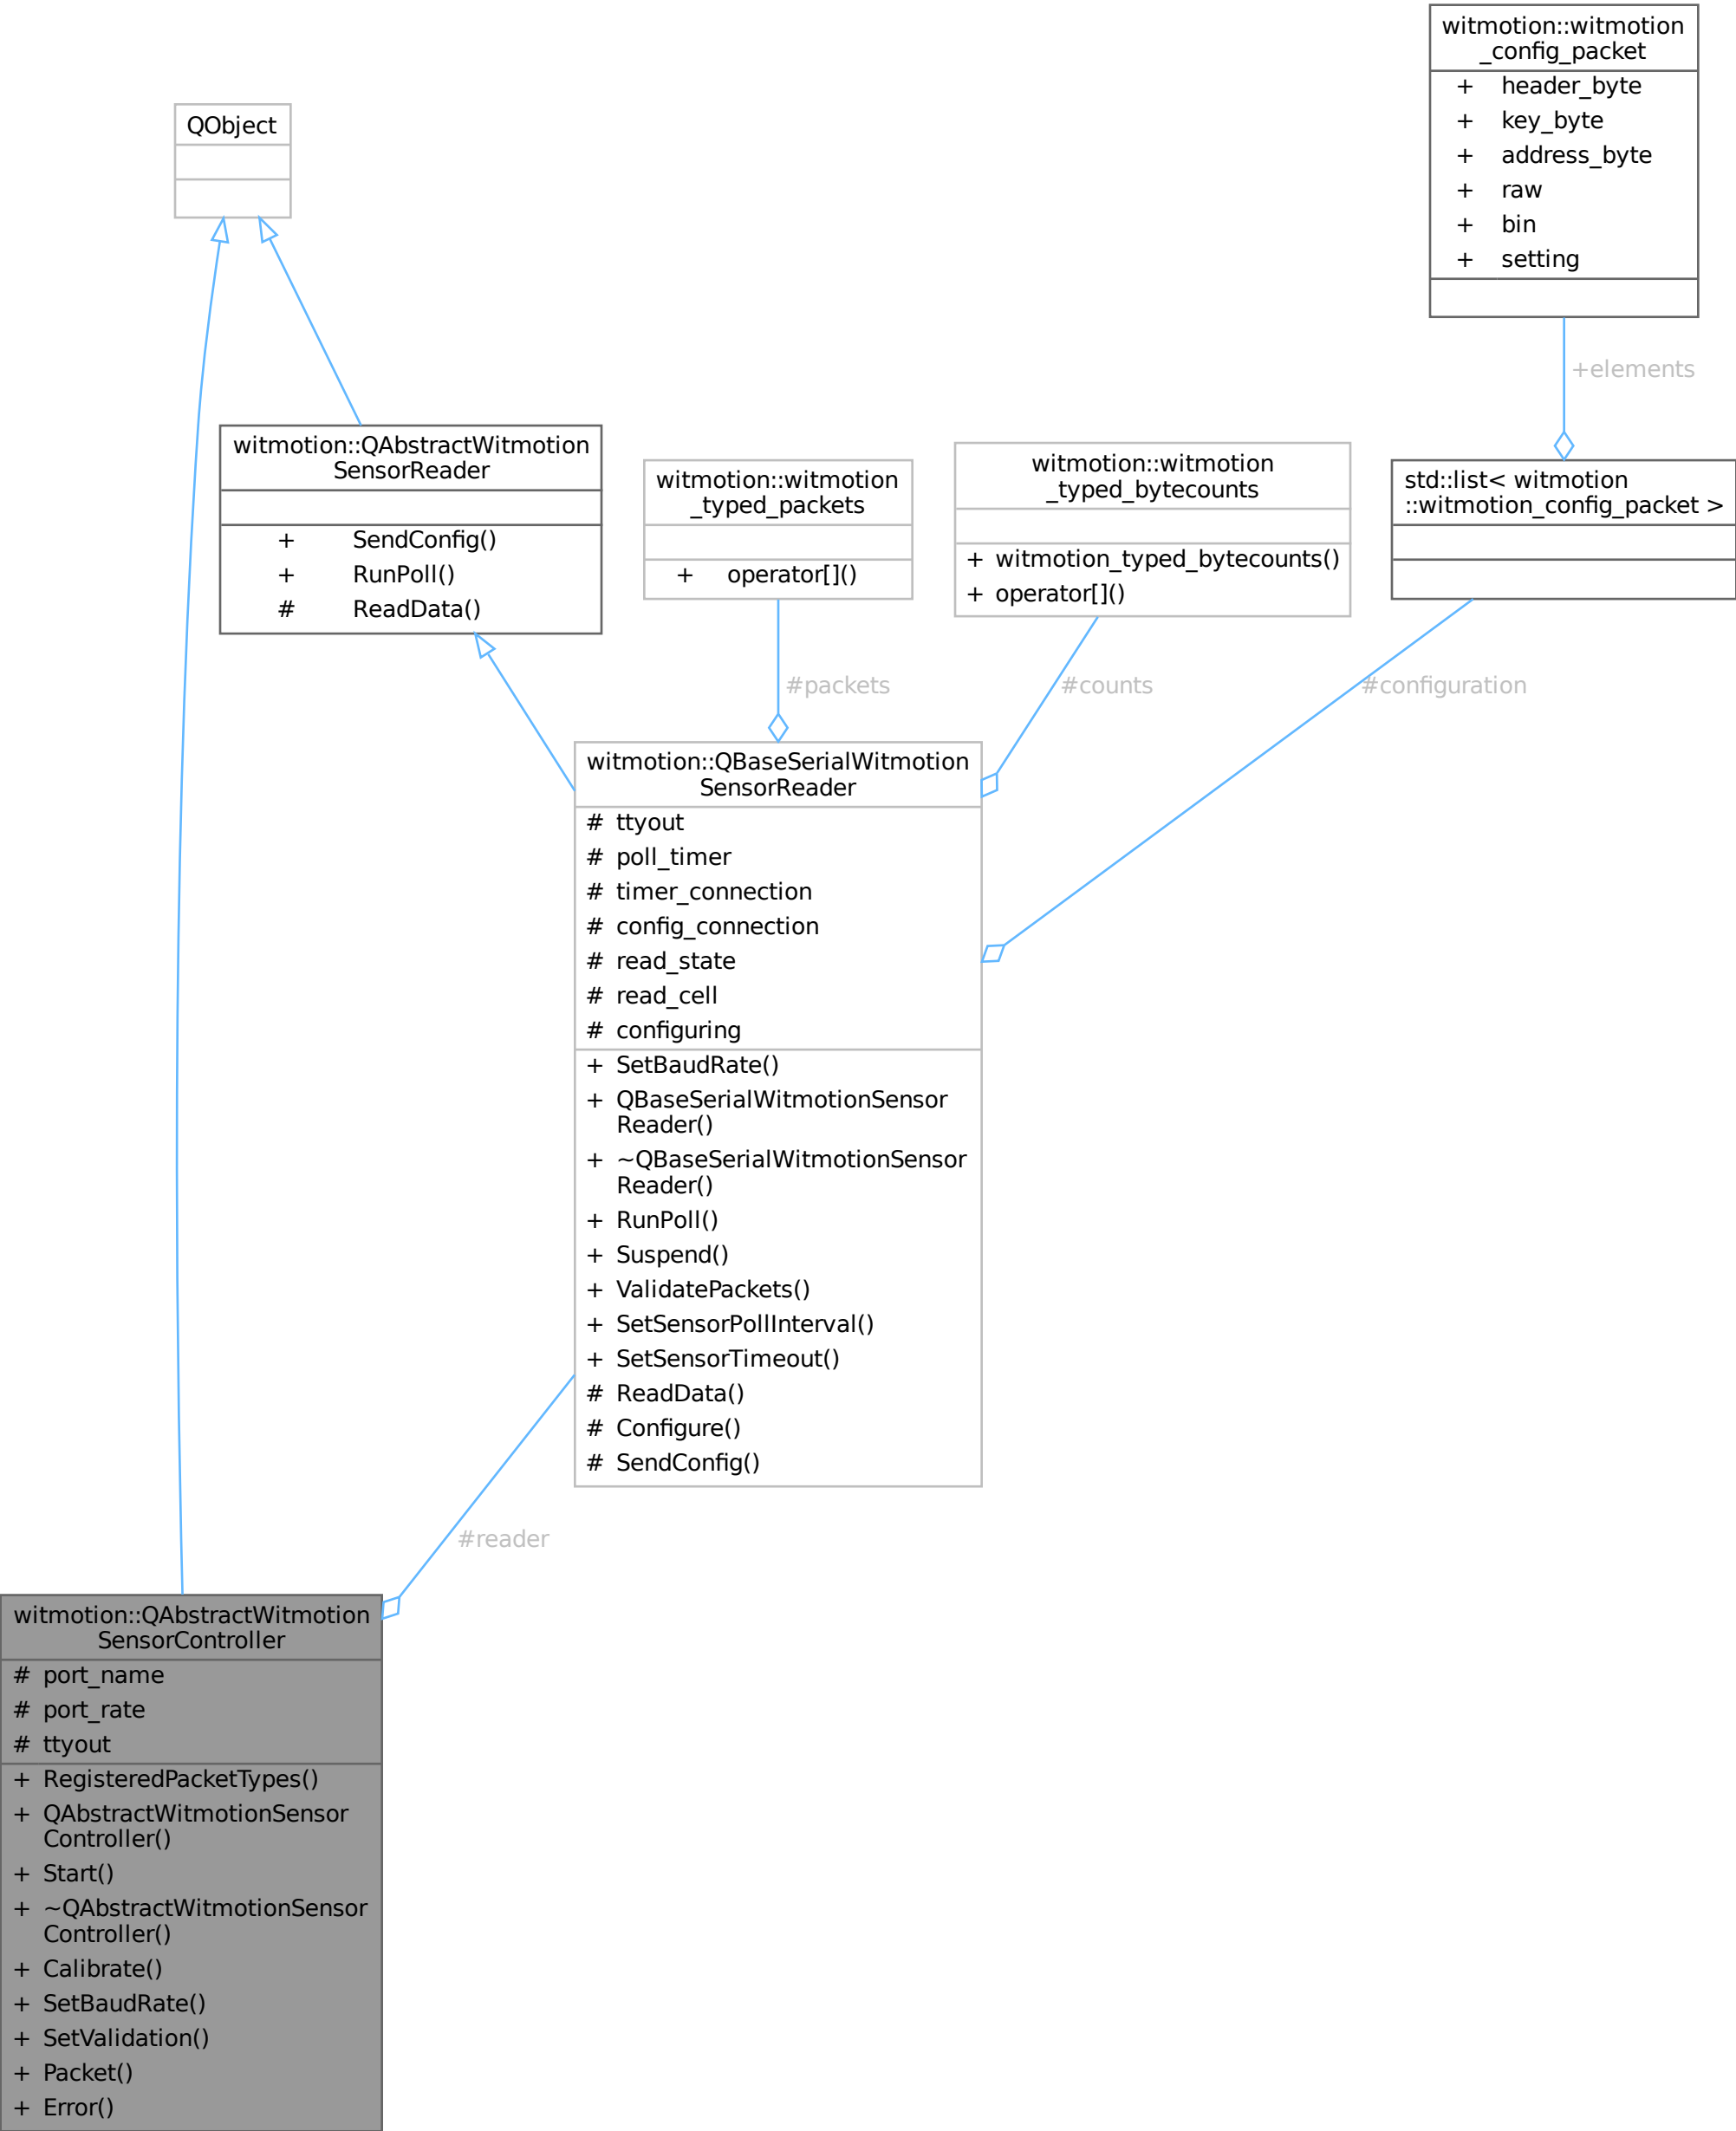 witmotion::witmotion
_config_packet
+ header_byte
+ key_byte
+ address_byte
+ raw
+ bin
+ setting
QObject
+elements
witmotion::QAbstractWitmotion
SensorReader
+ SendConfig()
+ RunPoll()
# ReadData()
witmotion::witmotion
_typed_packets
+ operator[]()
witmotion::witmotion
_typed_bytecounts
+ witmotion_typed_bytecounts()
+ operator[]()
std::list< witmotion
::witmotion_config_packet >
#packets
#counts
#configuration
witmotion::QBaseSerialWitmotion
SensorReader
# ttyout
# poll_timer
# timer_connection
# config_connection
# read_state
# read_cell
# configuring
+ SetBaudRate()
+ QBaseSerialWitmotionSensor
Reader()
+ ~QBaseSerialWitmotionSensor
Reader()
+ RunPoll()
+ Suspend()
+ ValidatePackets()
+ SetSensorPollInterval()
+ SetSensorTimeout()
# ReadData()
# Configure()
# SendConfig()
#reader
witmotion::QAbstractWitmotion
SensorController
# port_name
# port_rate
# ttyout
+ RegisteredPacketTypes()
+ QAbstractWitmotionSensor
Controller()
+ Start()
+ ~QAbstractWitmotionSensor
Controller()
+ Calibrate()
+ SetBaudRate()
+ SetValidation()
+ Packet()
+ Error()